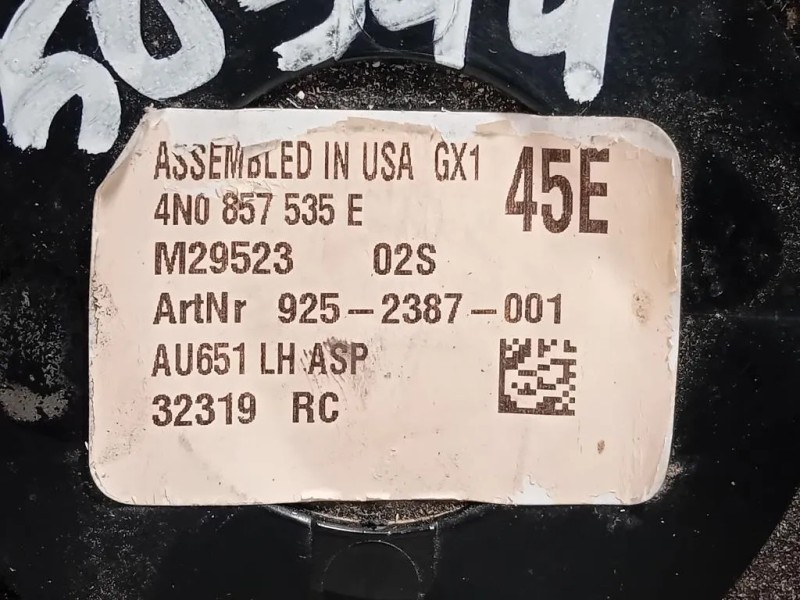 ASSEMBLED IN USA GX1 45E
4N0 857 535 E
M29523 02S
ArtNr 925-2387-001
AU651 LH ASP
32319 RC